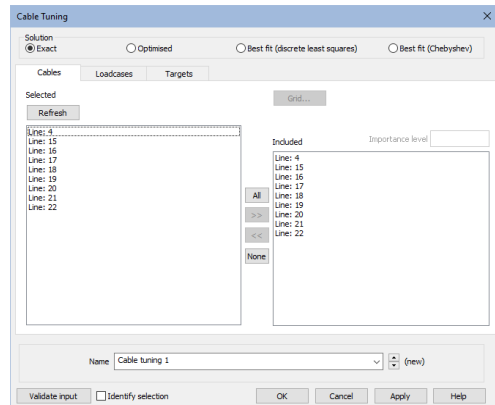 Cable Tuning
Solution
Exact Optimised Best fit (discrete least squares) Best fit (Chebyshev)
Cables Loadcases Targets
Selected
Grid...
Refresh
Included Importance level
Line: 4
Line: 15
Line: 16
Line: 17
Line: 18
Line: 19
Line: 20
Line: 21
Line: 22
All
>>
<<
None
Line: 4
Line: 15
Line: 16
Line: 17
Line: 18
Line: 19
Line: 20
Line: 21
Line: 22
Name Cable tuning 1 (new)
Validate input Identify selection OK Cancel Apply Help